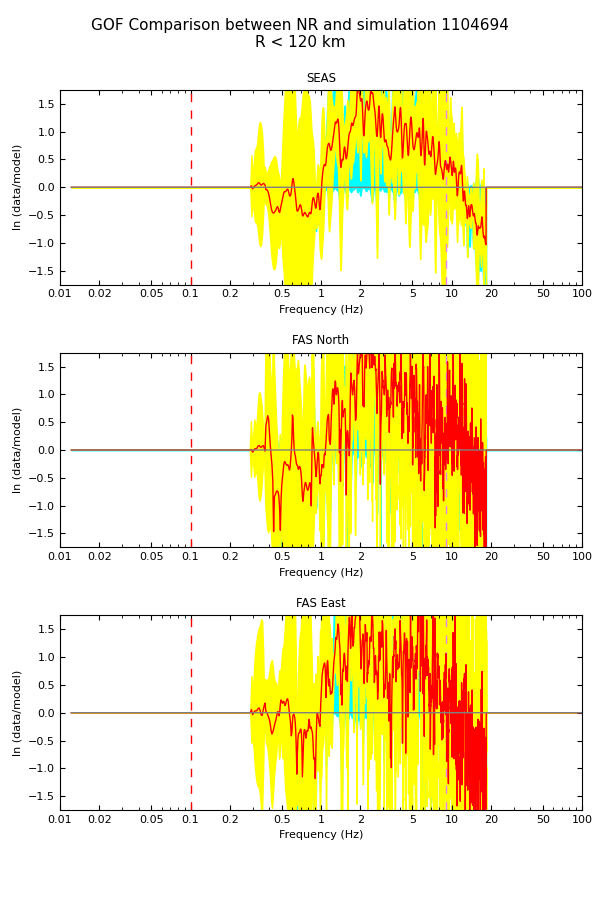 GOF Comparison between NR and simulation 1104694
R < 120 km
SEAS
ln (data/model)
1.5
1.0
0.5
0.0
−0.5
−1.0
−1.5
0.01 0.02 0.05 0.1 0.2 0.5 1 2 5 10 20 50 100
Frequency (Hz)
FAS North
ln (data/model)
1.5
1.0
0.5
0.0
−0.5
−1.0
−1.5
0.01 0.02 0.05 0.1 0.2 0.5 1 2 5 10 20 50 100
Frequency (Hz)
FAS East
ln (data/model)
1.5
1.0
0.5
0.0
−0.5
−1.0
−1.5
0.01 0.02 0.05 0.1 0.2 0.5 1 2 5 10 20 50 100
Frequency (Hz)